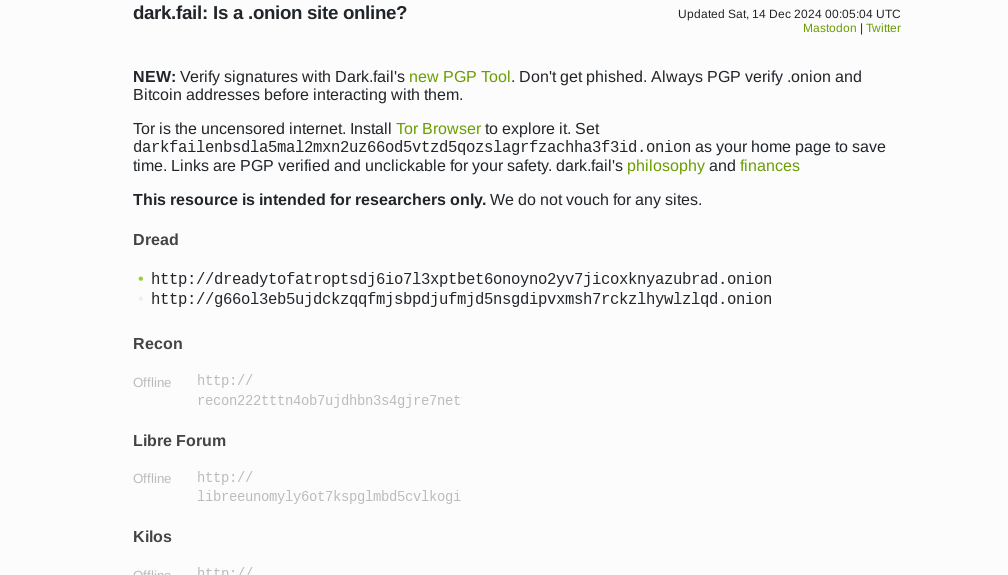 dark.fail: Is a .onion site online?
Updated Sat, 14 Dec 2024 00:05:04 UTC
Mastodon | Twitter
NEW: Verify signatures with Dark.fail's new PGP Tool. Don't get phished. Always PGP verify .onion and
Bitcoin addresses before interacting with them.
Tor is the uncensored internet. Install Tor Browser to explore it. Set
darkfailenbsdla5mal2mxn2uz66od5vtzd5qozslagrfzachha3f3id.onion as your home page to save
time. Links are PGP verified and unclickable for your safety. dark.fail's philosophy and finances
This resource is intended for researchers only. We do not vouch for any sites.
Dread
http://dreadytofatroptsdj6io7l3xptbet6onoyno2yv7jicoxknyazubrad.onion
http://g66ol3eb5ujdckzqqfmjsbpdjufmjd5nsgdipvxmsh7rckzlhywlzlqd.onion
Recon
Offline http://
recon222tttn4ob7ujdhbn3s4gjre7net
Libre Forum
Offline http://
libreeunomyly6ot7kspglmbd5cvlkogi
Kilos
Offline http://